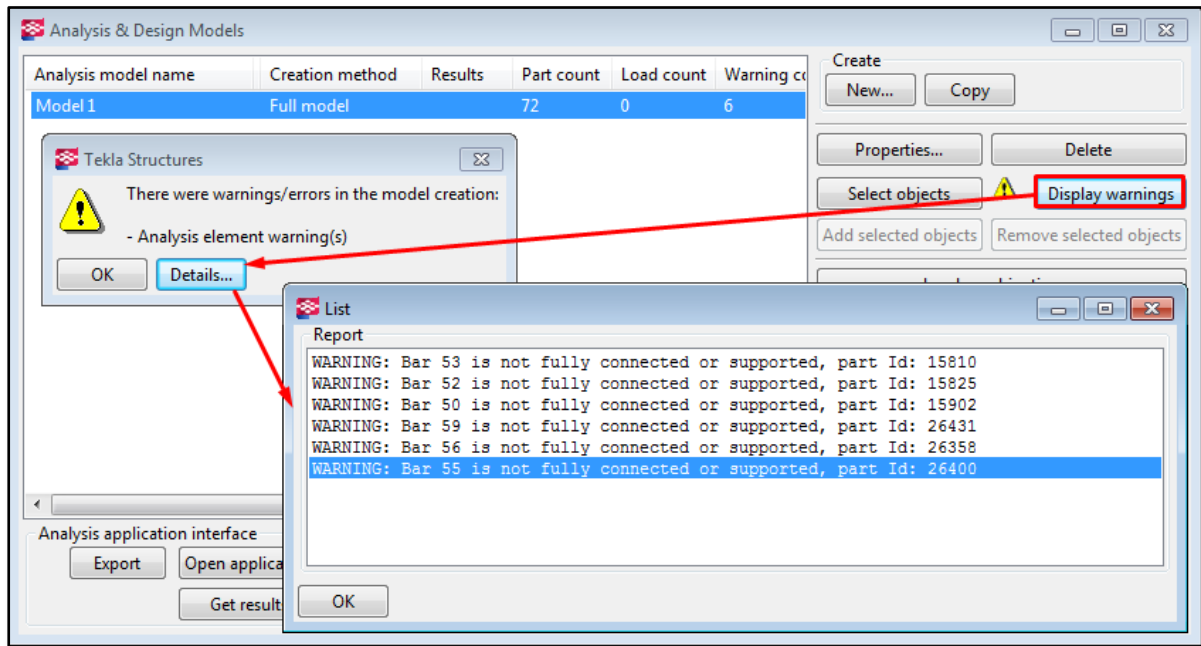 Analysis & Design Models
Analysis model name Creation method Results Part count Load count Warning
Model 1 Full model 72 0 6
Create
New... Copy
Properties... Delete
Select objects Display warnings
Add selected objects Remove selected objects
Tekla Structures
There were warnings/errors in the model creation:
- Analysis element warning(s)
OK Details...
List
Report
WARNING: Bar 53 is not fully connected or supported, part Id: 15810
WARNING: Bar 52 is not fully connected or supported, part Id: 15825
WARNING: Bar 50 is not fully connected or supported, part Id: 15902
WARNING: Bar 59 is not fully connected or supported, part Id: 26431
WARNING: Bar 56 is not fully connected or supported, part Id: 26358
WARNING: Bar 55 is not fully connected or supported, part Id: 26400
OK
Analysis application interface
Export Open applica
Get result